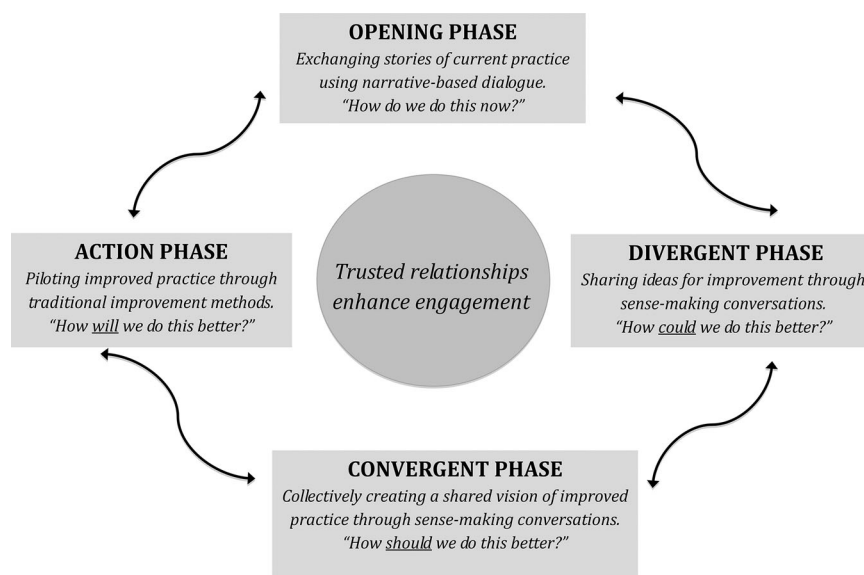 OPENING PHASE
Exchanging stories of current practice
using narrative-based dialogue.
“How do we do this now?”
ACTION PHASE
Piloting improved practice through
traditional improvement methods.
“How will we do this better?”
Trusted relationships
enhance engagement
DIVERGENT PHASE
Sharing ideas for improvement through
sense-making conversations.
“How could we do this better?”
CONVERGENT PHASE
Collectively creating a shared vision of improved
practice through sense-making conversations.
“How should we do this better?”